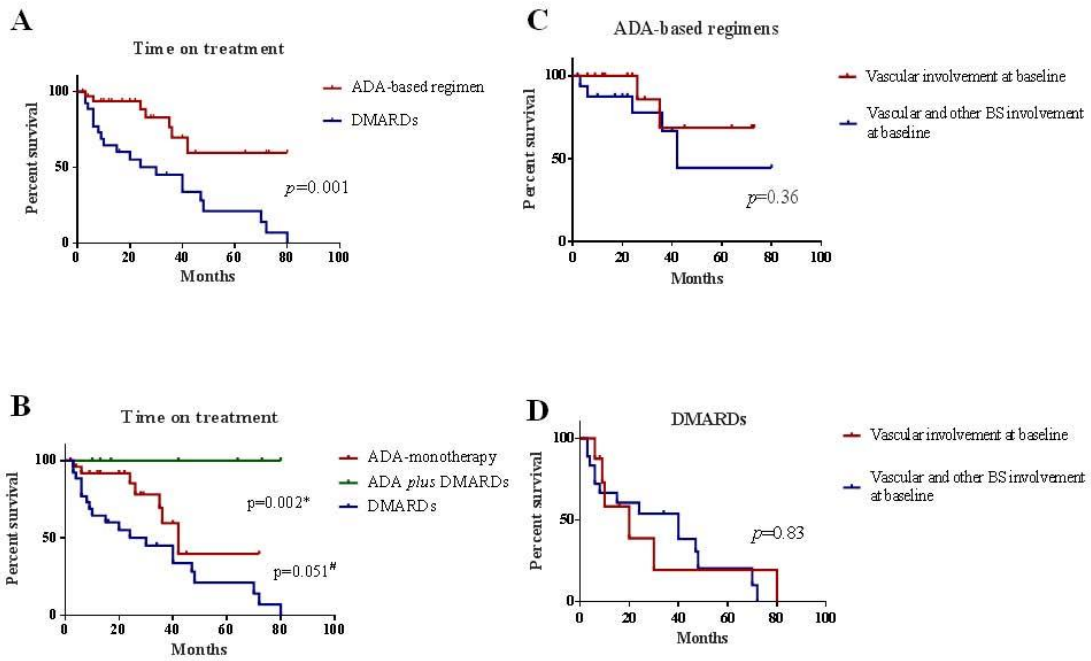 A
Time on treatment
Percent survival
100
50
0
0 20 40 60 80 100
Months
ADA-based regimen
DMARDs
p=0.001
C
ADA-based regimens
Percent survival
100
50
0
0 20 40 60 80 100
Months
Vascular involvement at baseline
Vascular and other BS involvement
at baseline
p=0.36
B
Time on treatment
Percent survival
100
50
0
0 20 40 60 80 100
Months
ADA-monotherapy
ADA plus DMARDs
DMARDs
p=0.002*
p=0.051#
D
DMARDs
Percent survival
100
50
0
0 20 40 60 80 100
Months
Vascular involvement at baseline
Vascular and other BS involvement
at baseline
p=0.83